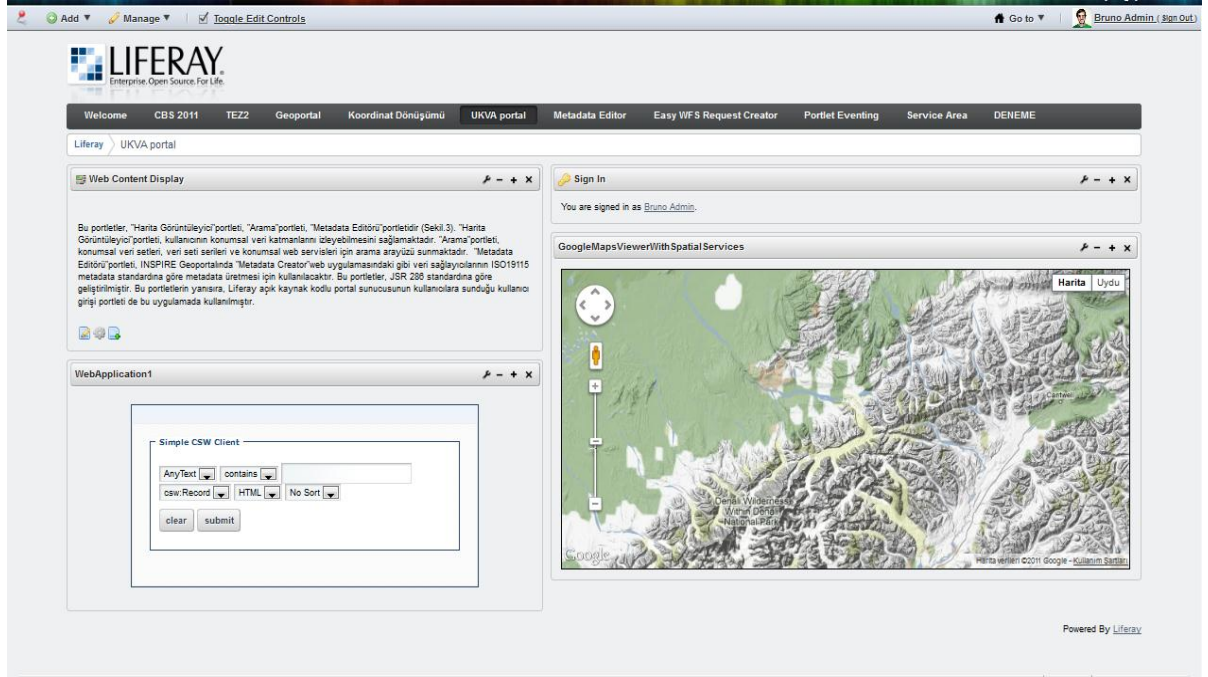 Add ▼ Manage ▼ Toggle Edit Controls
Go to ▼ Bruno Admin (Sign Out)
LIFERAY.
Enterprise. Open Source. For Life.
Welcome CBS 2011 TEZ2 Geoportal Koordinat Dönüşümü UKVA portal Metadata Editor Easy WFS Request Creator Portlet Eventing Service Area DENEME
Liferay UKVA portal
Web Content Display
Bu portletler, "Harita Görüntüleyici"portleti, "Arama"portleti, "Metadata Editörü"portletidir (Sekil.3). "Harita
Görüntüleyici"portleti, kullanıcının konumsal veri katmanlarını izleyebilmesini sağlamaktadır. "Arama"portleti,
konumsal veri setleri, veri seti serileri ve konumsal web servisleri için arama arayüzü sunmaktadır. "Metadata
Editörü"portleti, INSPIRE Geoportalında "Metadata Creator"web uygulamasındaki gibi veri sağlayıcılarının ISO19115
metadata standardına göre metadata üretmesi için kullanılacaktır. Bu portletler, JSR 286 standardına göre
geliştirilmiştir. Bu portletlerin yanısıra, Liferay açık kaynak kodlu portal sunucusunun kullanıcılara sunduğu kullanıcı
girişi portleti de bu uygulamada kullanılmıştır.
WebApplication1
Simple CSW Client
AnyText contains
csw:Record HTML No Sort
clear submit
Sign In
You are signed in as Bruno Admin.
GoogleMapsViewerWithSpatialServices
Harita Uydu
Cantwell
Denali Wilderness
Within Denali
National Park
Google
Harita verileri ©2011 Google - Kullanım Şartları
Powered By Liferay